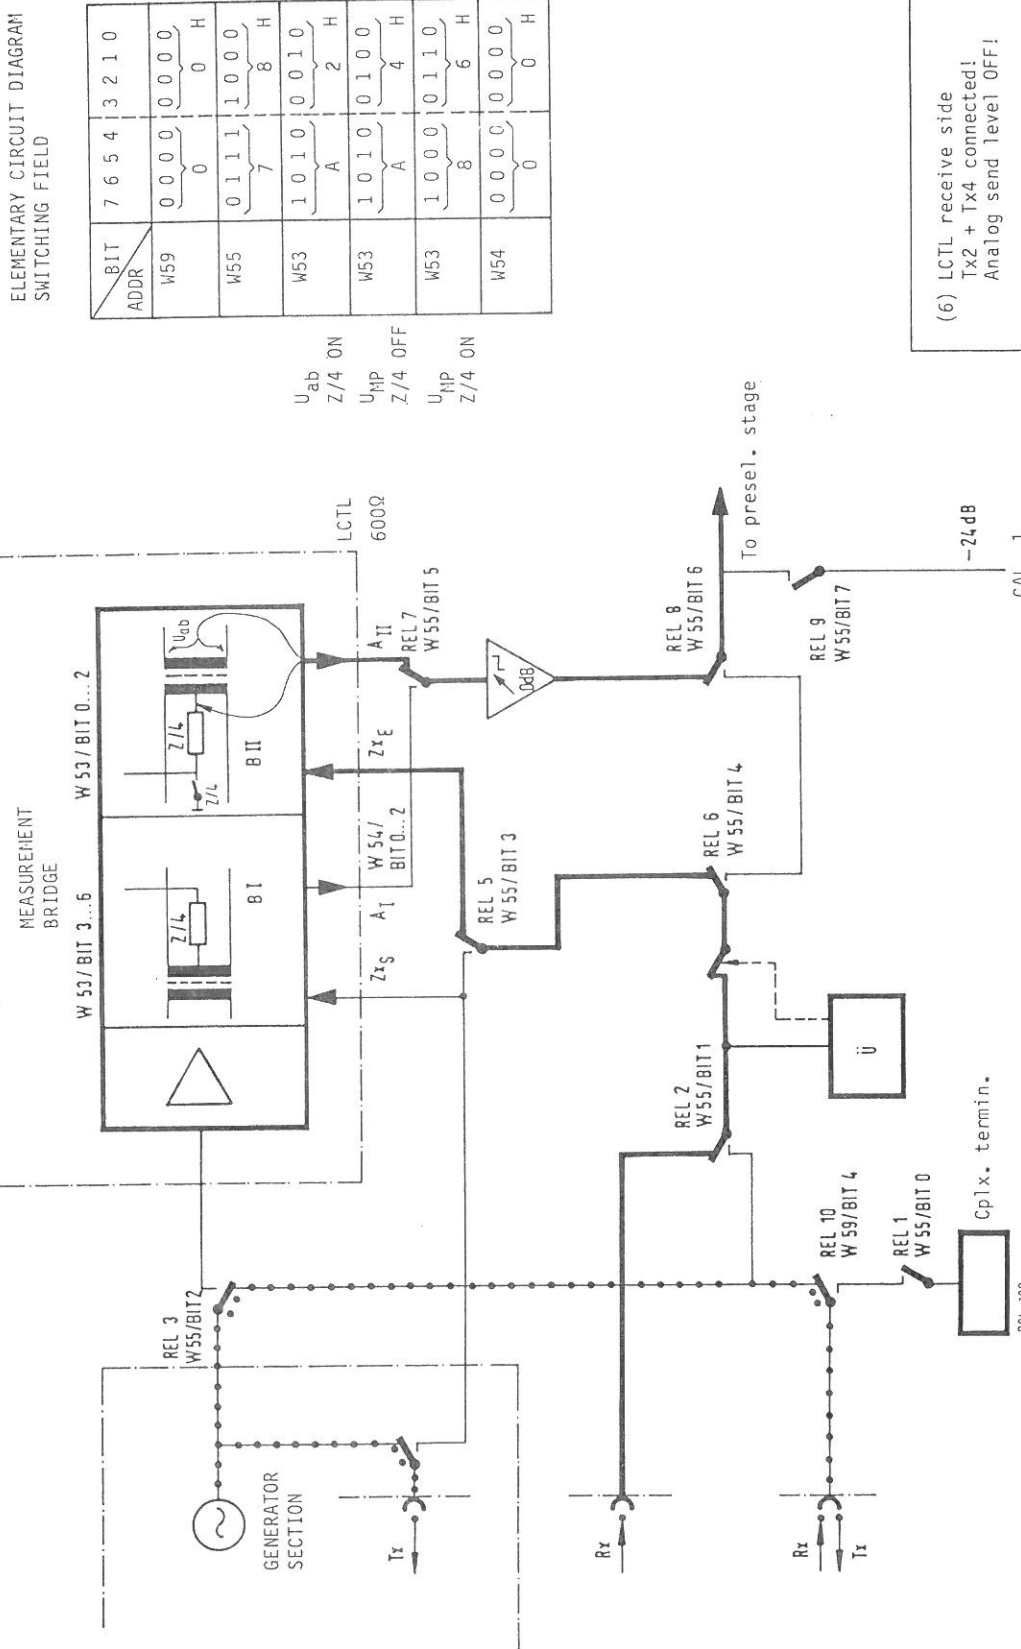 ELEMENTARY CIRCUIT DIAGRAM
SWITCHING FIELD
BIT 7 6 5 4 3 2 1 0
ADDR
W59 0 0 0 0 0 0 0 0
0 0 H
W55 0 1 1 1 1 0 0 0
7 8 H
W53 1 0 1 0 0 0 1 0
A 2 H
W53 1 0 1 0 0 1 0 0
A 4 H
W53 1 0 0 0 0 1 1 0
8 6 H
W54 0 0 0 0 0 0 0 0
0 0 H
Uab
Z/4 ON
UMP
Z/4 OFF
UMP
Z/4 ON
MEASUREMENT
BRIDGE
W 53/BIT 3...6
W 53/BIT 0...2
Z/4
B I
Z/4
Z/4
Uab
B II
LCTL
600Ω
ZxS
AI
W 54/
BIT 0...2
ZxE
AII
REL 7
W 55/BIT 5
REL 5
W 55/BIT 3
0dB
REL 3
W55/BIT2
GENERATOR
SECTION
Tx
REL 2
W 55/BIT1
REL 6
W 55/BIT 4
REL 8
W 55/BIT 6
To presel. stage
REL 9
W 55/BIT 7
-24dB
Ü
Rx
REL 10
W 59/BIT 4
REL 1
W 55/BIT 0
Cplx. termin.
Rx
Tx
(6) LCTL receive side
Tx2 + Tx4 connected!
Analog send level OFF!